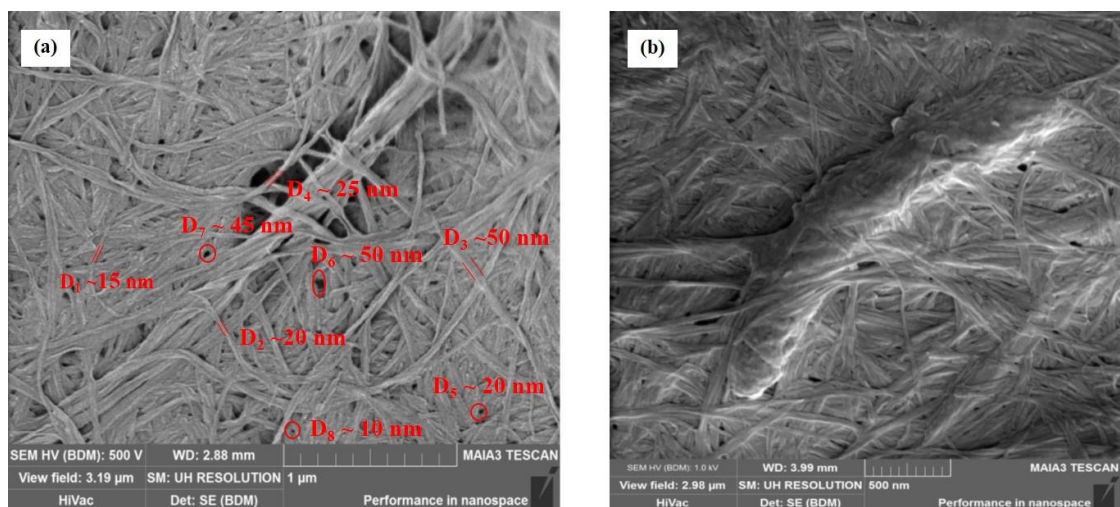 (a)
D4 ~ 25 nm
D7 ~ 45 nm
D6 ~ 50 nm
D3 ~50 nm
D1 ~15 nm
D2 ~20 nm
D5 ~ 20 nm
D8 ~ 10 nm
SEM HV (BDM): 500 V WD: 2.88 mm MAIA3 TESCAN
View field: 3.19 µm SM: UH RESOLUTION 1 µm
HiVac Det: SE (BDM) Performance in nanospace
(b)
SEM HV (BDM): 1.0 kV WD: 3.99 mm MAIA3 TESCAN
View field: 2.98 µm SM: UH RESOLUTION 500 nm
HiVac Det: SE (BDM) Performance in nanospace